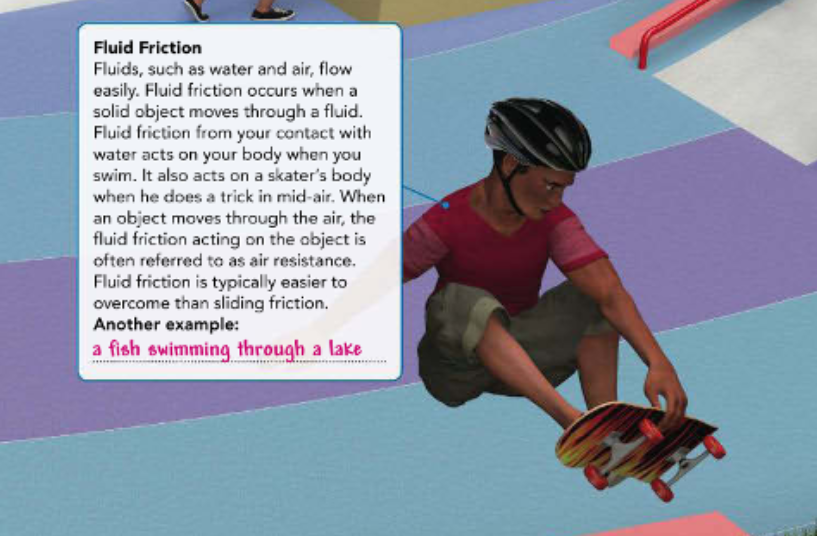 Fluid Friction
Fluids, such as water and air, flow
easily. Fluid friction occurs when a
solid object moves through a fluid.
Fluid friction from your contact with
water acts on your body when you
swim. It also acts on a skater's body
when he does a trick in mid-air. When
an object moves through the air, the
fluid friction acting on the object is
often referred to as air resistance.
Fluid friction is typically easier to
overcome than sliding friction.
Another example:
a fish swimming through a lake